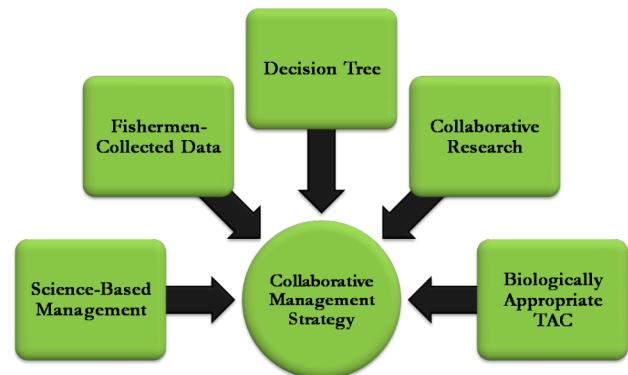 Decision Tree
Fishermen-
Collected Data
Collaborative
Research
Science-Based
Management
Collaborative
Management
Strategy
Biologically
Appropriate
TAC